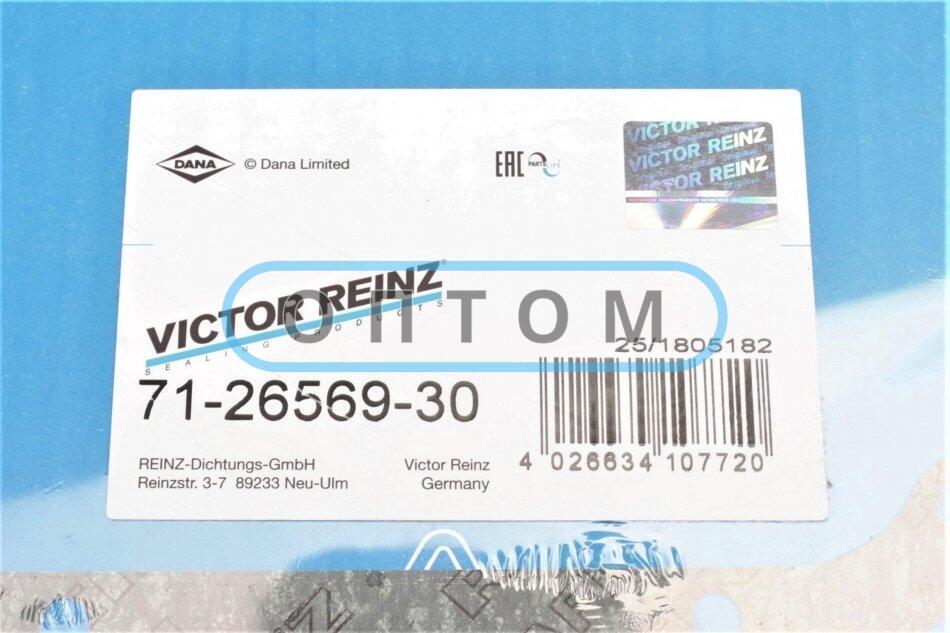 DANA © Dana Limited
EAC PARTS LIFE
VICTOR REINZ
VICTOR REINZ
VICTOR REINZ
VICTOR REINZ®
SEALING PRODUCTS
ОПТОМ
25/1805182
71-26569-30
4 026634 107720
REINZ-Dichtungs-GmbH
Reinzstr. 3-7 89233 Neu-Ulm
Victor Reinz
Germany